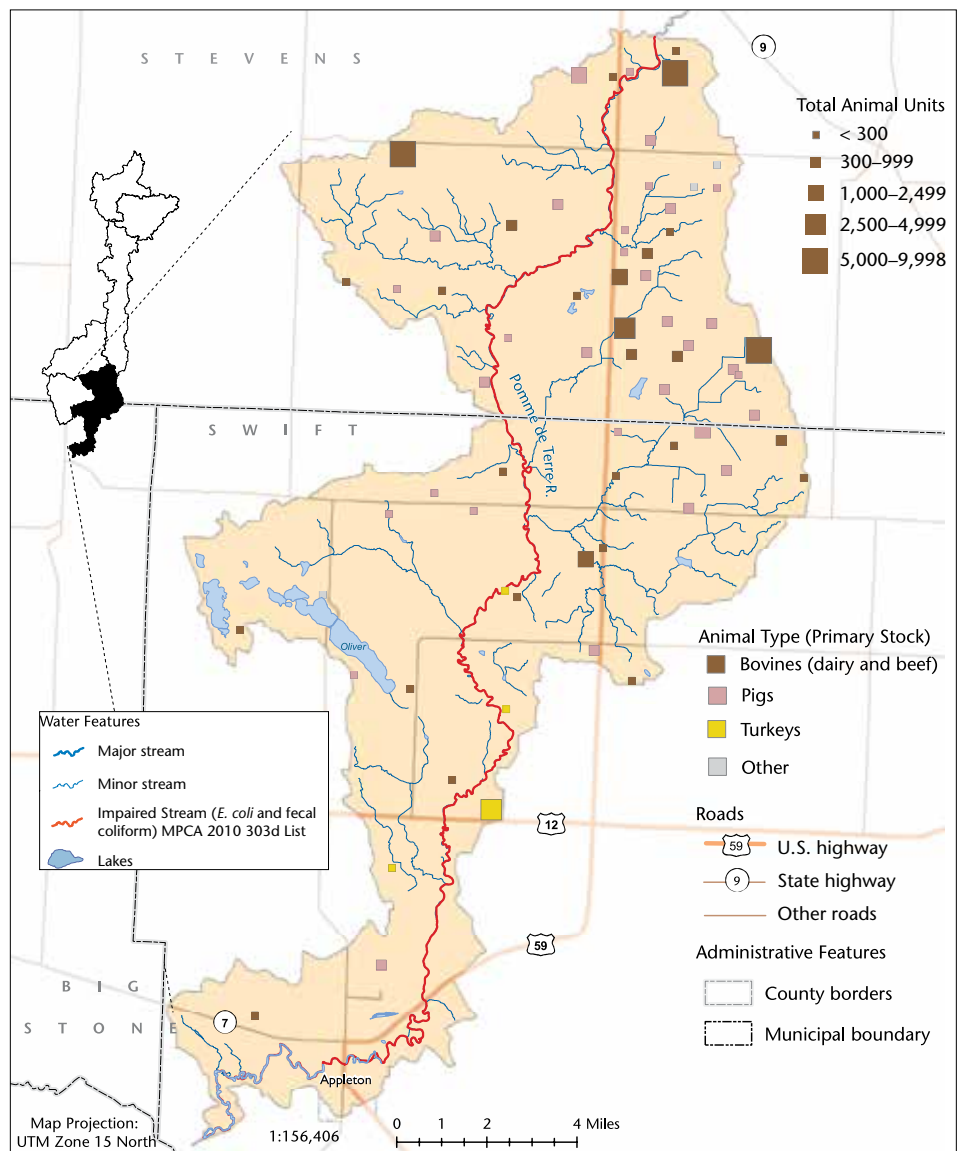 S T E V E N S
9
Total Animal Units
< 300
300–999
1,000–2,499
2,500–4,999
5,000–9,998
Pomme de Terre R.
S W I F T
Oliver
Animal Type (Primary Stock)
Bovines (dairy and beef)
Pigs
Turkeys
Other
Water Features
Major stream
Minor stream
Impaired Stream (E. coli and fecal
coliform) MPCA 2010 303d List
Lakes
12
Roads
59
U.S. highway
9
State highway
Other roads
59
Administrative Features
County borders
Municipal boundary
B I G
S T O N E
7
Appleton
Map Projection:
UTM Zone 15 North
1:156,406
0 1 2 4 Miles